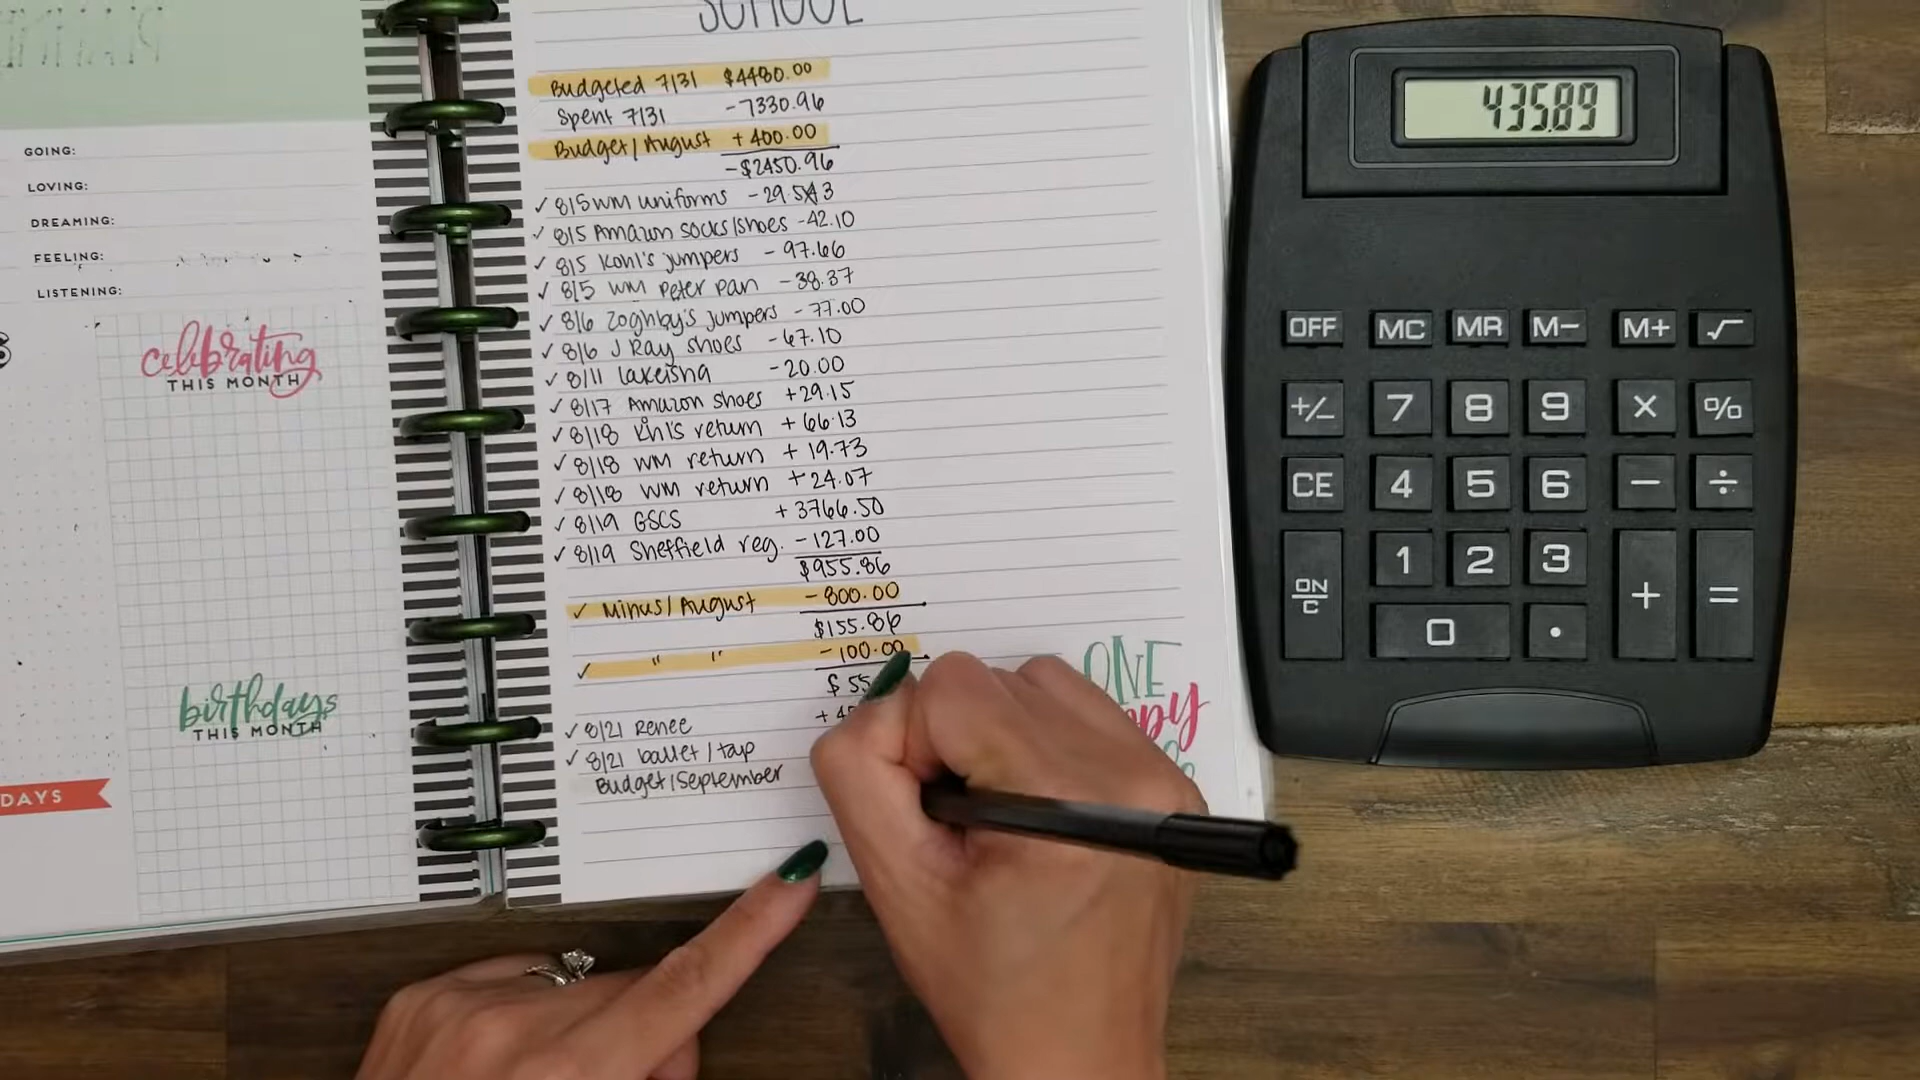 SCHOOL
Budgeted 7/31 $4480.00
Spent 7/31 -7330.96
Budget/August +400.00
-$2450.96
✓ 8/5 WM uniforms -29.53
✓ 8/5 Amazon socks/shoes -42.10
✓ 8/5 Kohl's jumpers -97.66
✓ 8/5 WM Peter Pan -38.37
✓ 8/6 Zoghby's jumpers -77.00
✓ 8/6 J Ray shoes -67.10
✓ 8/11 Lakeisha -20.00
✓ 8/17 Amazon shoes +29.15
✓ 8/18 Khl's return +66.13
✓ 8/18 WM return +19.73
✓ 8/18 WM return +24.07
✓ 8/19 GSCS +3766.50
✓ 8/19 Sheffield reg. -127.00
$955.86
✓ Minus/August -800.00
$155.86
✓ " " -100.00
$55
✓ 8/21 Renee +45
✓ 8/21 ballet/tap
Budget/September
ONE
GOING:
LOVING:
DREAMING:
FEELING:
LISTENING:
celebrating
THIS MONTH
birthdays
THIS MONTH
DAYS
435.89
OFF MC MR M− M+ √
+/− 7 8 9 × %
CE 4 5 6 − ÷
ON/C 1 2 3 + =
0 .